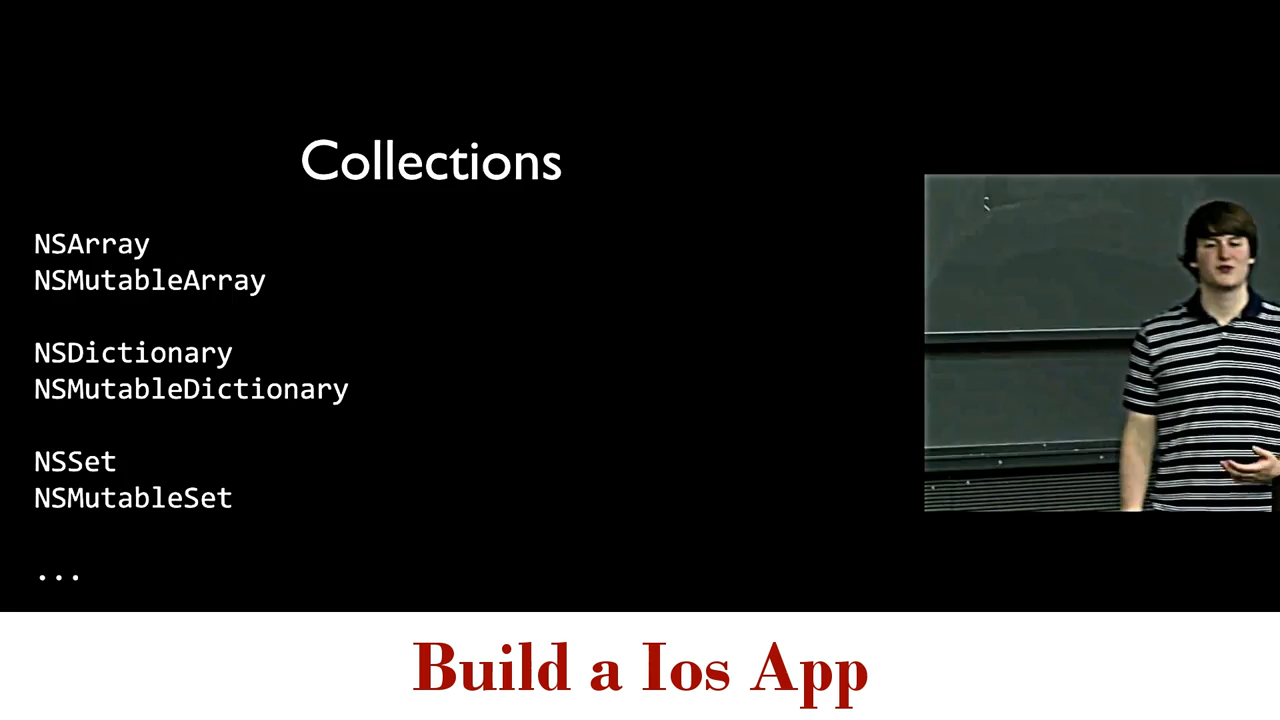 Collections
NSArray
NSMutableArray
NSDictionary
NSMutableDictionary
NSSet
NSMutableSet
...
Build a Ios App